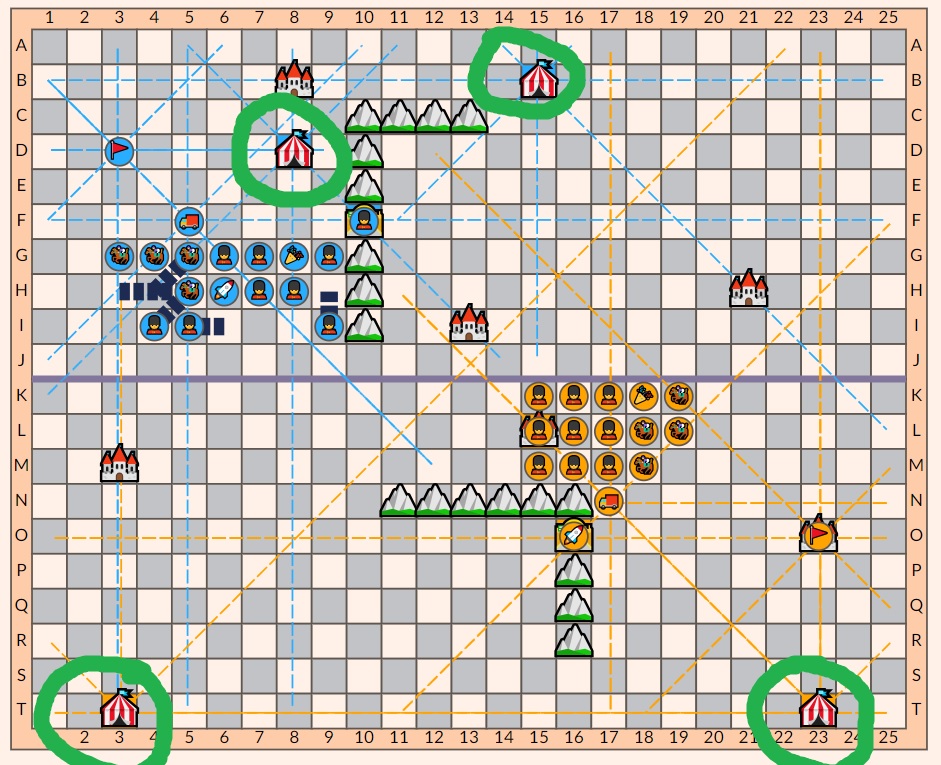 1 2 3 4 5 6 7 8 9 10 11 12 13 14 15 16 17 18 19 20 21 22 23 24 25
A A
B B
C C
D D
E E
F F
G G
H H
I I
J J
K K
L L
M M
N N
O O
P P
Q Q
R R
S S
T T
2 3 4 5 6 7 8 9 10 11 12 13 14 15 16 17 18 19 20 21 22 23 24 25